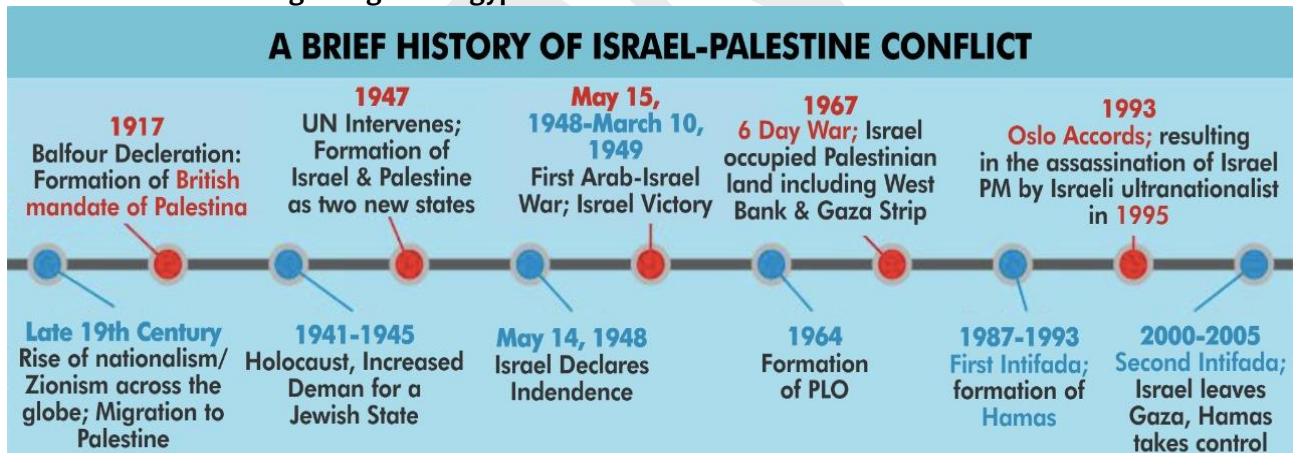 A BRIEF HISTORY OF ISRAEL-PALESTINE CONFLICT
1917
Balfour Decleration:
Formation of British
mandate of Palestina
1947
UN Intervenes;
Formation of
Israel & Palestine
as two new states
May 15,
1948-March 10,
1949
First Arab-Israel
War; Israel Victory
1967
6 Day War; Israel
occupied Palestinian
land including West
Bank & Gaza Strip
1993
Oslo Accords; resulting
in the assassination of Israel
PM by Israeli ultranationalist
in 1995
Late 19th Century
Rise of nationalism/
Zionism across the
globe; Migration to
Palestine
1941-1945
Holocaust, Increased
Deman for a
Jewish State
May 14, 1948
Israel Declares
Indendence
1964
Formation
of PLO
1987-1993
First Intifada;
formation of
Hamas
2000-2005
Second Intifada;
Israel leaves
Gaza, Hamas
takes control